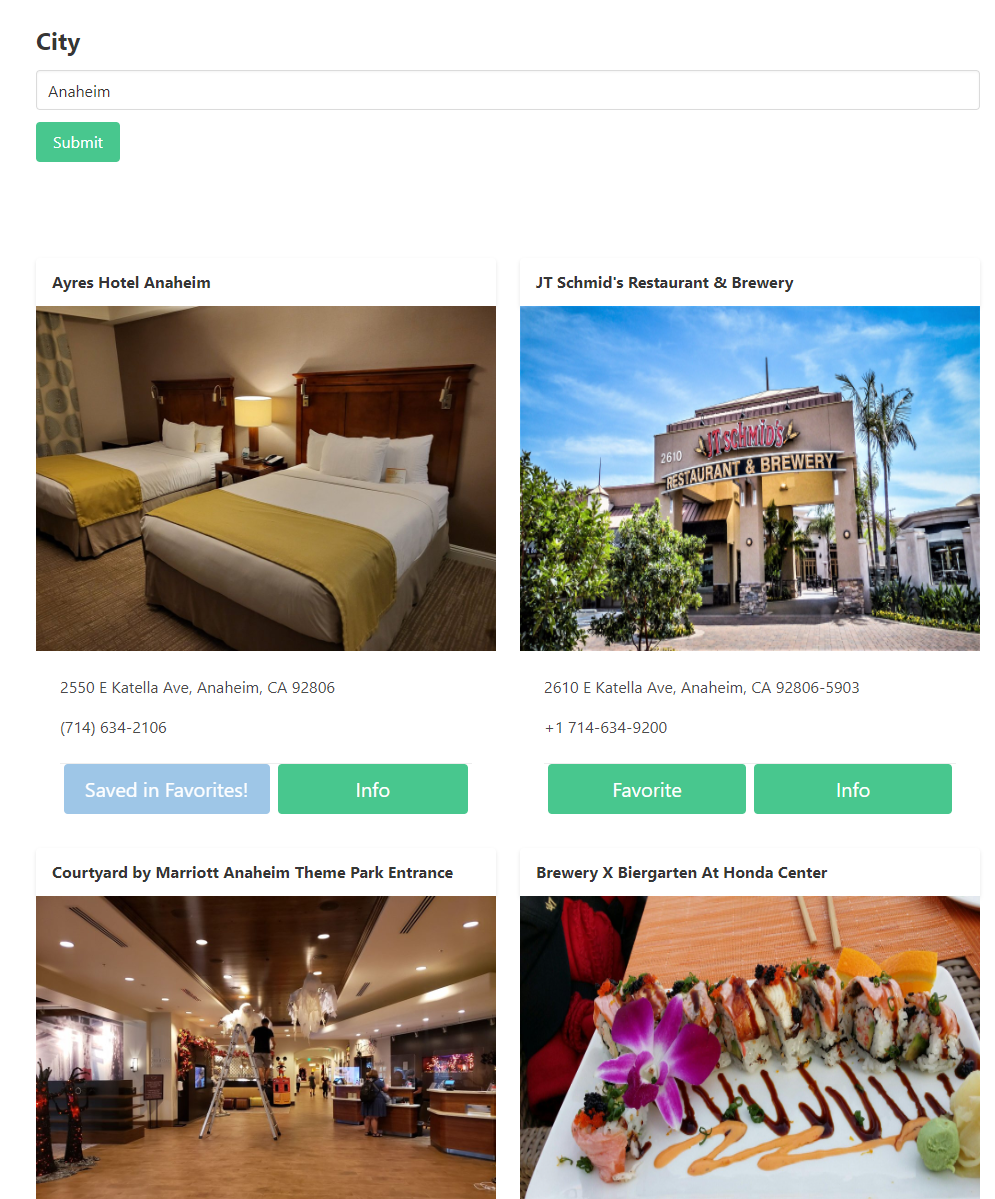 City
Anaheim
Submit
Ayres Hotel Anaheim
JT Schmid's Restaurant & Brewery
2610
JT SCHMID'S
RESTAURANT & BREWERY
2550 E Katella Ave, Anaheim, CA 92806
(714) 634-2106
2610 E Katella Ave, Anaheim, CA 92806-5903
+1 714-634-9200
Saved in Favorites!
Info
Favorite
Info
Courtyard by Marriott Anaheim Theme Park Entrance
Brewery X Biergarten At Honda Center